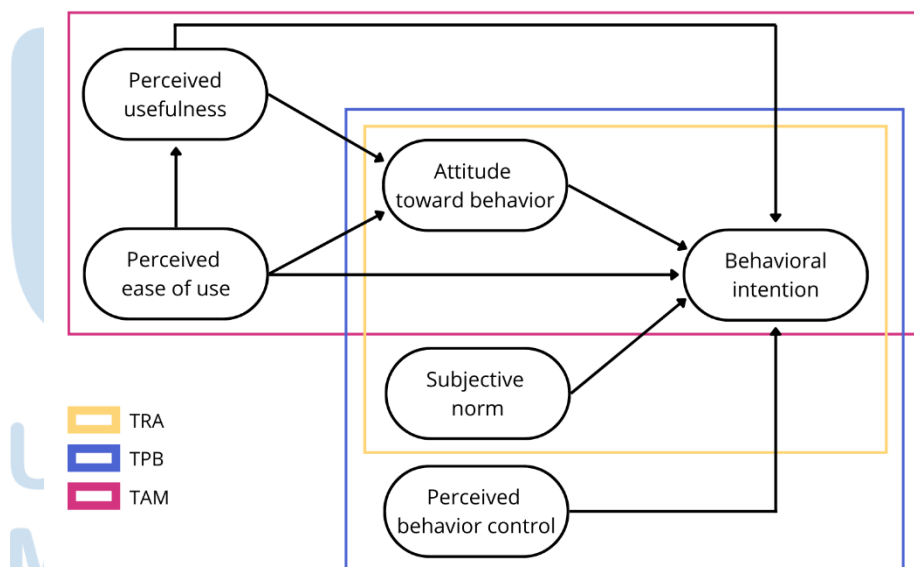 Perceived
usefulness
Attitude
toward behavior
Perceived
ease of use
Behavioral
intention
Subjective
norm
TRA
TPB
TAM
Perceived
behavior control